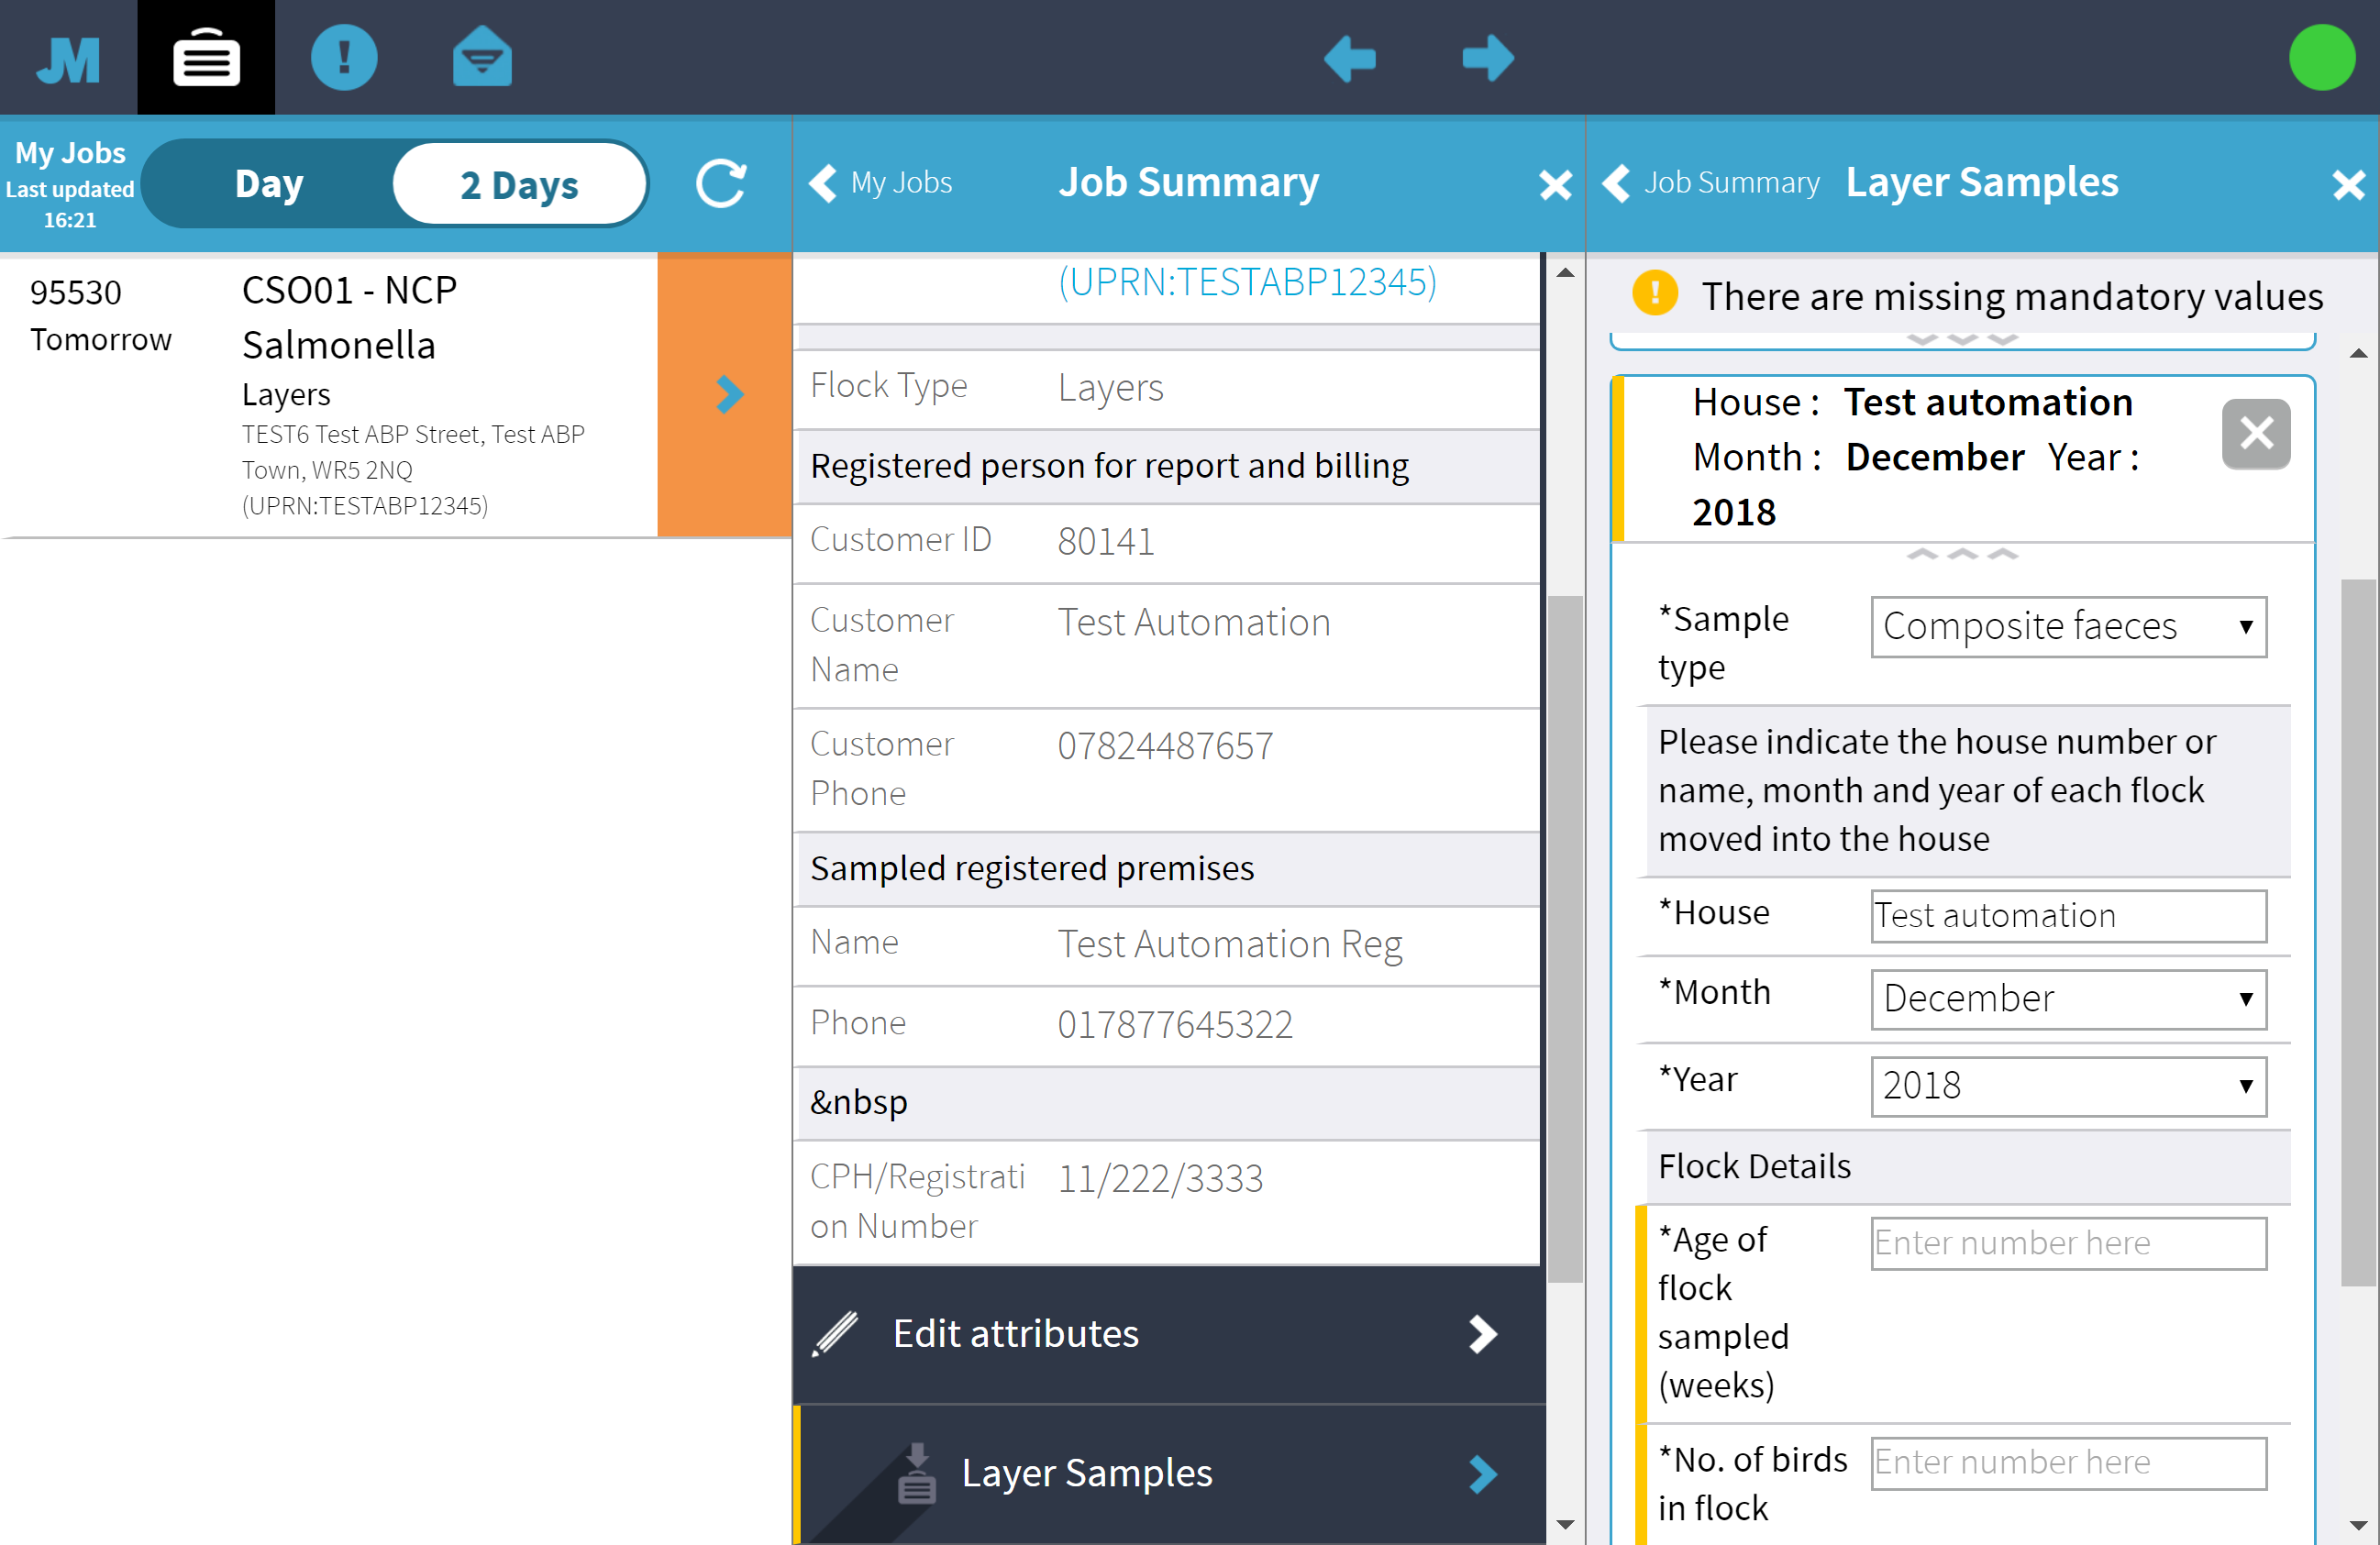 JM
My Jobs
Last updated
16:21
Day
2 Days
My Jobs
Job Summary
Job Summary
Layer Samples
95530
Tomorrow
CSO01 - NCP
Salmonella
Layers
TEST6 Test ABP Street, Test ABP
Town, WR5 2NQ
(UPRN:TESTABP12345)
(UPRN:TESTABP12345)
Flock Type
Layers
Registered person for report and billing
Customer ID
80141
Customer
Name
Test Automation
Customer
Phone
07824487657
Sampled registered premises
Name
Test Automation Reg
Phone
017877645322
&nbsp
CPH/Registrati
on Number
11/222/3333
Edit attributes
Layer Samples
There are missing mandatory values
House : Test automation
Month : December Year :
2018
*Sample
type
Composite faeces
Please indicate the house number or
name, month and year of each flock
moved into the house
*House
Test automation
*Month
December
*Year
2018
Flock Details
*Age of
flock
sampled
(weeks)
Enter number here
*No. of birds
in flock
Enter number here